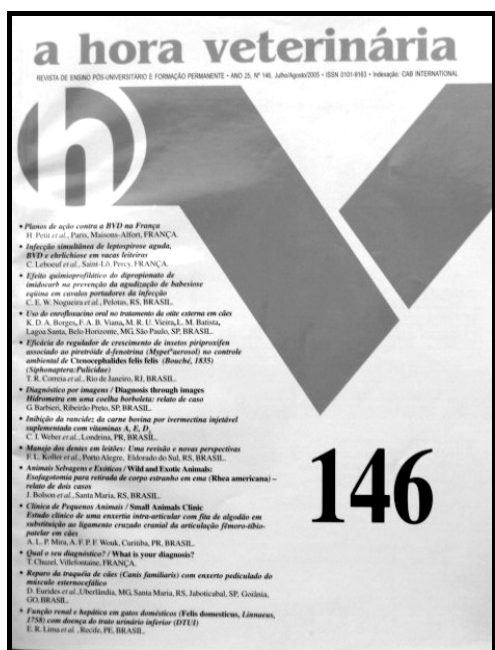 a hora veterinária
REVISTA DE ENSINO PÓS-UNIVERSITÁRIO E FORMAÇÃO PERMANENTE • ANO 25, Nº 146, Julho/Agosto/2005 • ISSN 0101-9163 • Indexação: CAB INTERNATIONAL
h
• Planos de ação contra a BVD na França
H. Petit et al., Paris, Maisons-Alfort, FRANÇA.
• Infecção simultânea de leptospirose aguda,
BVD e ehrlichiose em vacas leiteiras
C. Leboeuf et al., Saint-Lô, Percy, FRANÇA.
• Efeito quimioprofilático do dipropionato de
imidocarb na prevenção da agudização de babesiose
eqüina em cavalos portadores da infecção
C. E. W. Nogueira et al., Pelotas, RS, BRASIL.
• Uso do enrofloxacino oral no tratamento da otite externa em cães
K. D. A. Borges, F. A. B. Viana, M. R. U. Vieira, L. M. Batista,
Lagoa Santa, Belo Horizonte, MG, São Paulo, SP, BRASIL.
• Eficácia do regulador de crescimento de insetos piriproxifen
associado ao piretróide d-fenotrina (Mypet®aerosol) no controle
ambiental de Ctenocephalides felis felis (Bouché, 1835)
(Siphonaptera:Pulicidae)
T. R. Correia et al., Rio de Janeiro, RJ, BRASIL.
• Diagnóstico por imagens / Diagnosis through images
Hidrometra em uma coelha borboleta: relato de caso
G. Barbieri, Ribeirão Preto, SP, BRASIL.
• Inibição da rancidez da carne bovina por ivermectina injetável
suplementada com vitaminas A, E, D3
C. I. Weber et al., Londrina, PR, BRASIL.
• Manejo dos dentes em leitões: Uma revisão e novas perspectivas
F. L. Koller et al., Porto Alegre, Eldorado do Sul, RS, BRASIL.
• Animais Selvagens e Exóticos / Wild and Exotic Animals:
Esofagotomia para retirada de corpo estranho em ema (Rhea americana) –
relato de dois casos
J. Bolson et al., Santa Maria, RS, BRASIL.
• Clínica de Pequenos Animais / Small Animals Clinic
Estudo clínico de uma enxertia intra-articular com fita de algodão em
substituição ao ligamento cruzado cranial da articulação fêmoro-tíbio-
patelar em cães
A. L. P. Mira, A. F. P. F. Wouk, Curitiba, PR, BRASIL.
• Qual o seu diagnóstico? / What is your diagnosis?
T. Chuzel, Villefontaine, FRANÇA.
• Reparo da traquéia de cães (Canis familiaris) com enxerto pediculado do
músculo esternocefálico
D. Eurides et al., Uberlândia, MG, Santa Maria, RS, Jaboticabal, SP, Goiânia,
GO, BRASIL.
• Função renal e hepática em gatos domésticos (Felis domesticus, Linnaeus,
1758) com doença do trato urinário inferior (DTUI)
E. R. Lima et al., Recife, PE, BRASIL.
146